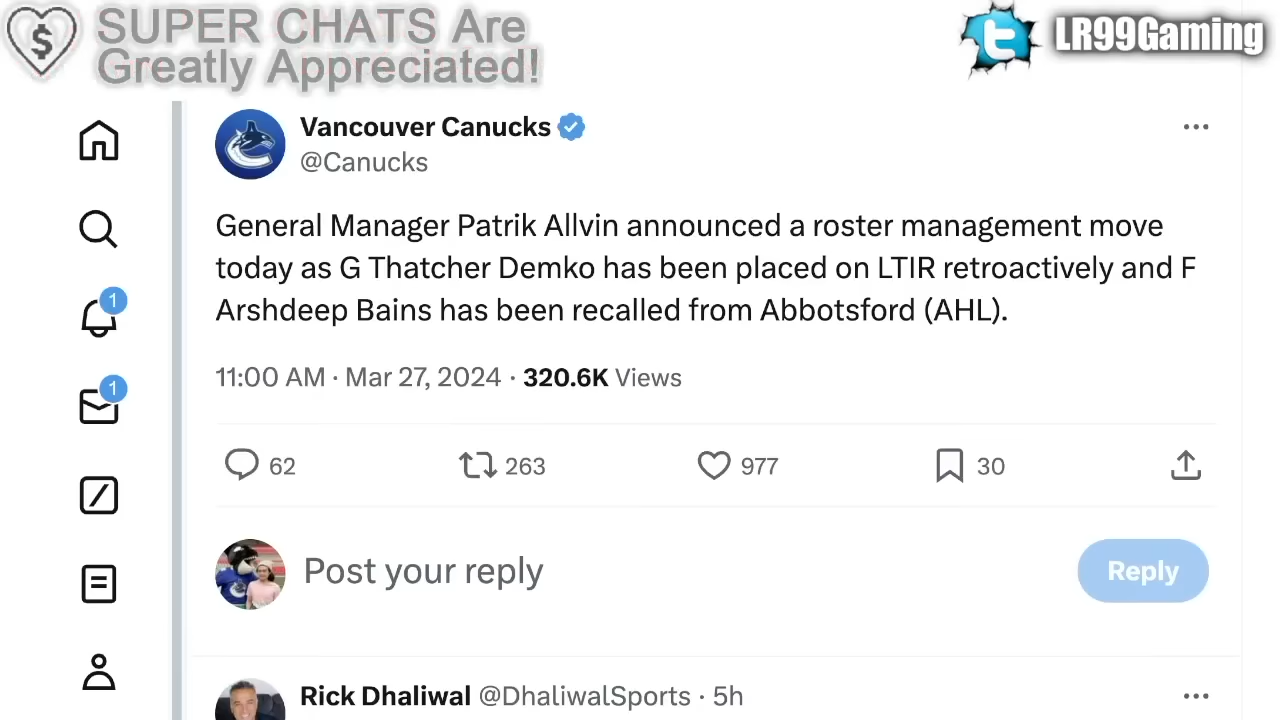 SUPER CHATS Are
Greatly Appreciated!
LR99Gaming
Vancouver Canucks
@Canucks
General Manager Patrik Allvin announced a roster management move
today as G Thatcher Demko has been placed on LTIR retroactively and F
Arshdeep Bains has been recalled from Abbotsford (AHL).
11:00 AM · Mar 27, 2024 · 320.6K Views
1
1
62 263 977 30
Post your reply
Reply
Rick Dhaliwal @DhaliwalSports · 5h